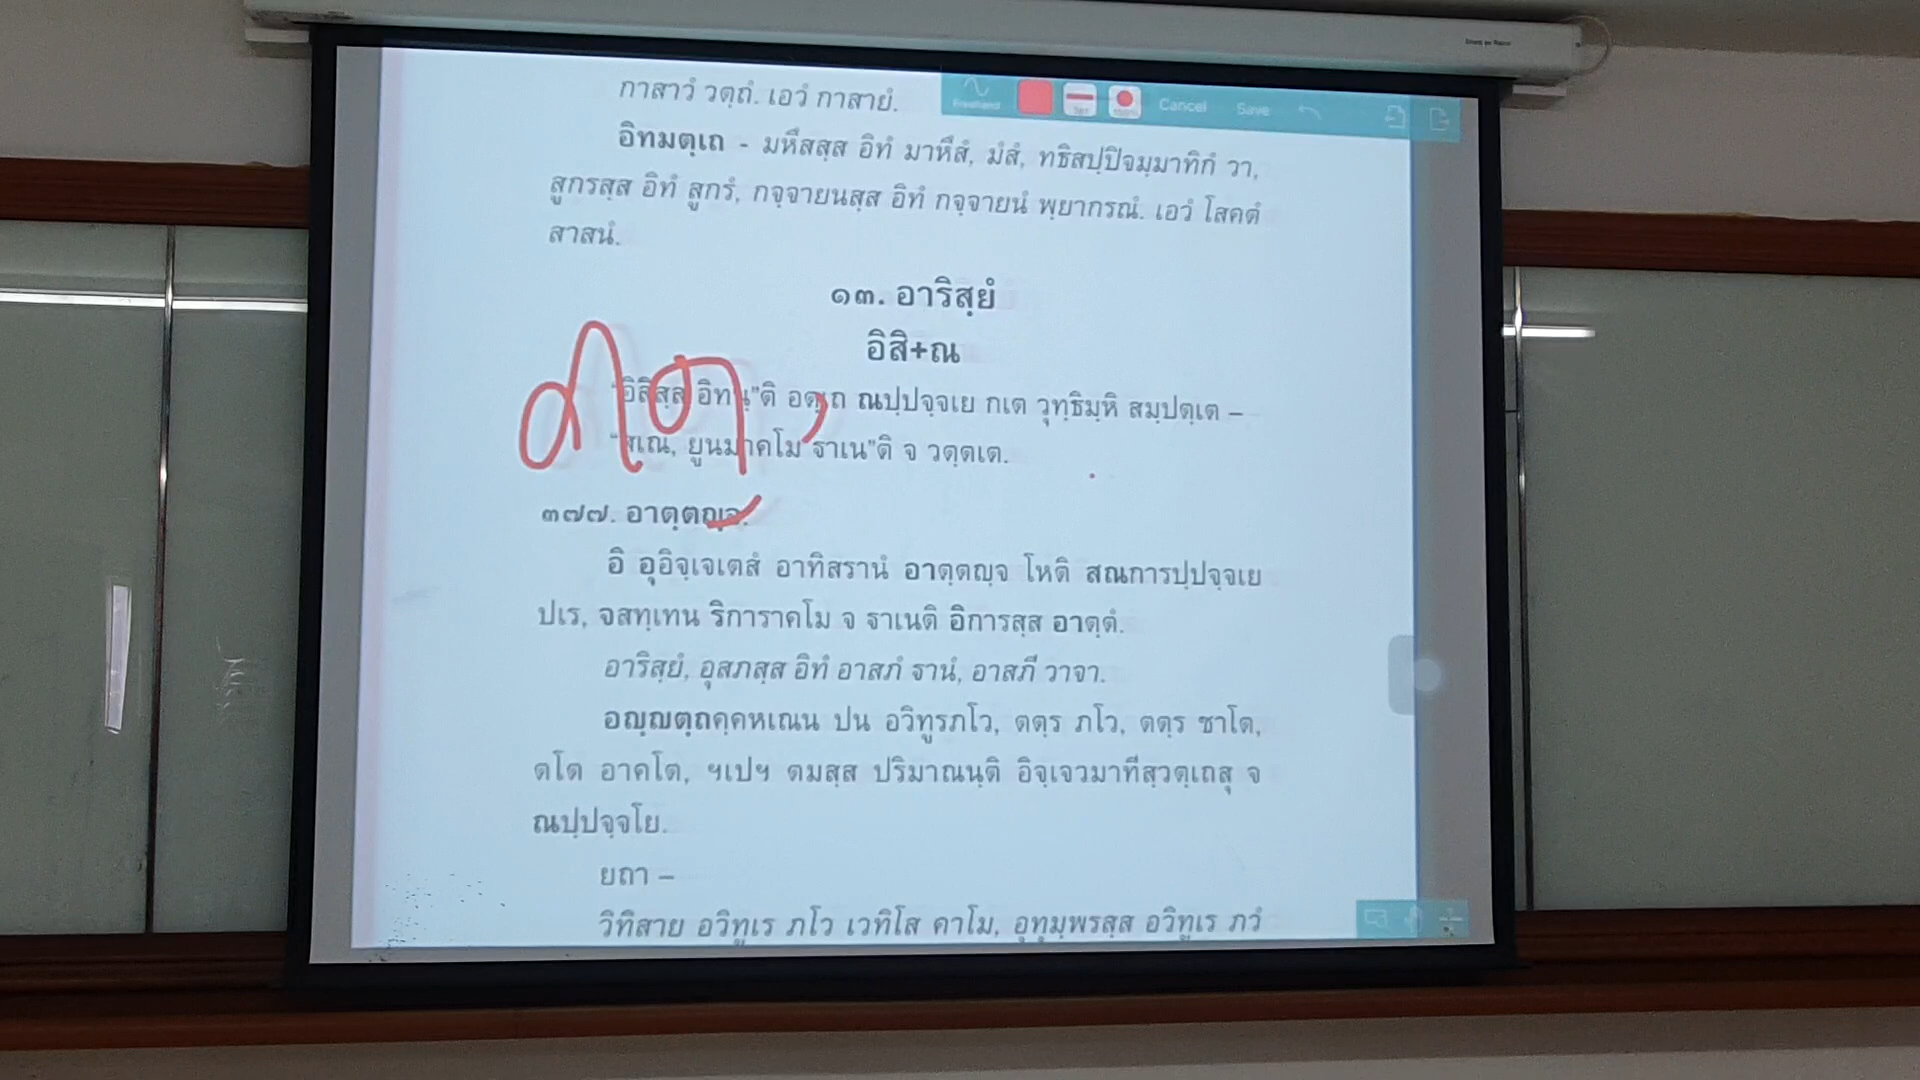 กาสาวํ วตฺถํ. เอวํ กาสายํ.
Freehand Cancel Save
อิทมตฺเถ - มหึสสฺส อิทํ มาหึสํ, มํสํ, ทธิสปฺปิจมฺมาทิกํ วา,
สูกรสฺส อิทํ สูกรํ, กจฺจายนสฺส อิทํ กจฺจายนํ พฺยากรณํ. เอวํ โสคตํ
สาสนํ.
๑๓. อาริสฺยํ
อิสิ+ณ
"อิสิสฺส อิทนฺ"ติ อตฺเถ ณปฺปจฺจเย กเต วุทฺธิมฺหิ สมฺปตฺเต –
"สเณ, ยูนมาคโม ฐาเน"ติ จ วตฺตเต.
๓๗๗. อาตฺตญฺจ.
อิ อุอิจฺเจเตสํ อาทิสรานํ อาตฺตญฺจ โหติ สณการปฺปจฺจเย
ปเร, จสทฺเทน ริการาคโม จ ฐาเนติ อิการสฺส อาตฺตํ.
อาริสฺยํ, อุสภสฺส อิทํ อาสภํ ฐานํ, อาสภี วาจา.
อญฺญตฺถคฺคหเณน ปน อวิทูรภโว, ตตฺร ภโว, ตตฺร ชาโต,
ตโต อาคโต, ฯเปฯ ตมสฺส ปริมาณนฺติ อิจฺเจวมาทีสฺวตฺเถสุ จ
ณปฺปจฺจโย.
ยถา –
วิทิสาย อวิทูเร ภโว เวทิโส คาโม, อุทุมฺพรสฺส อวิทูเร ภวํ